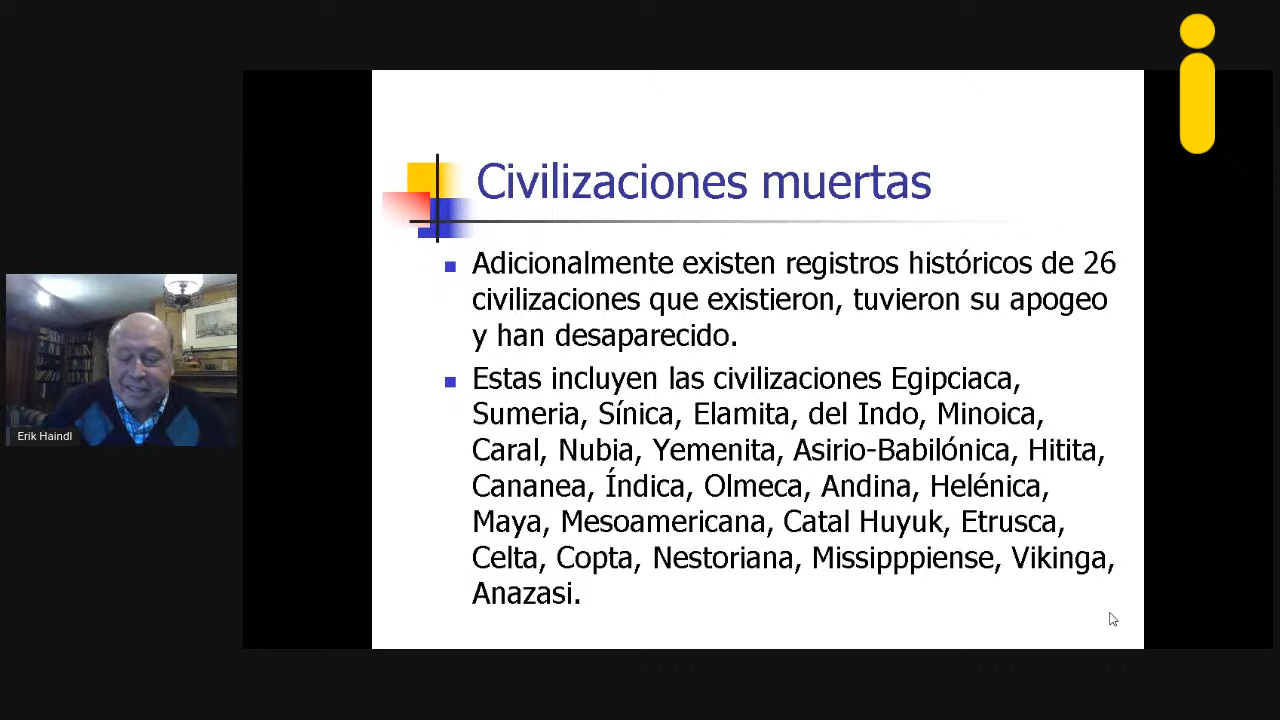 Civilizaciones muertas
Adicionalmente existen registros históricos de 26
civilizaciones que existieron, tuvieron su apogeo
y han desaparecido.
Estas incluyen las civilizaciones Egipciaca,
Sumeria, Sínica, Elamita, del Indo, Minoica,
Caral, Nubia, Yemenita, Asirio-Babilónica, Hitita,
Cananea, Índica, Olmeca, Andina, Helénica,
Maya, Mesoamericana, Catal Huyuk, Etrusca,
Celta, Copta, Nestoriana, Missipppiense, Vikinga,
Anazasi.
Erik Haindl